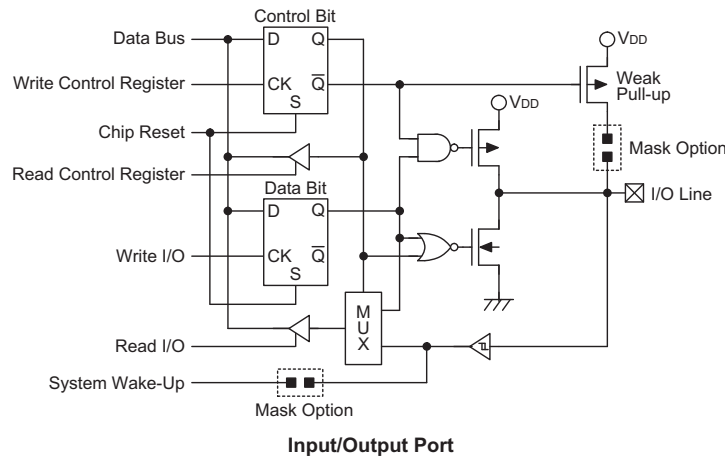 Control Bit
Data Bus
D
Q
VDD
Write Control Register
CK
Q
Weak
Pull-up
S
VDD
Chip Reset
Mask Option
Read Control Register
Data Bit
D
Q
I/O Line
Write I/O
CK
Q
S
M
U
X
Read I/O
System Wake-Up
Mask Option
Input/Output Port